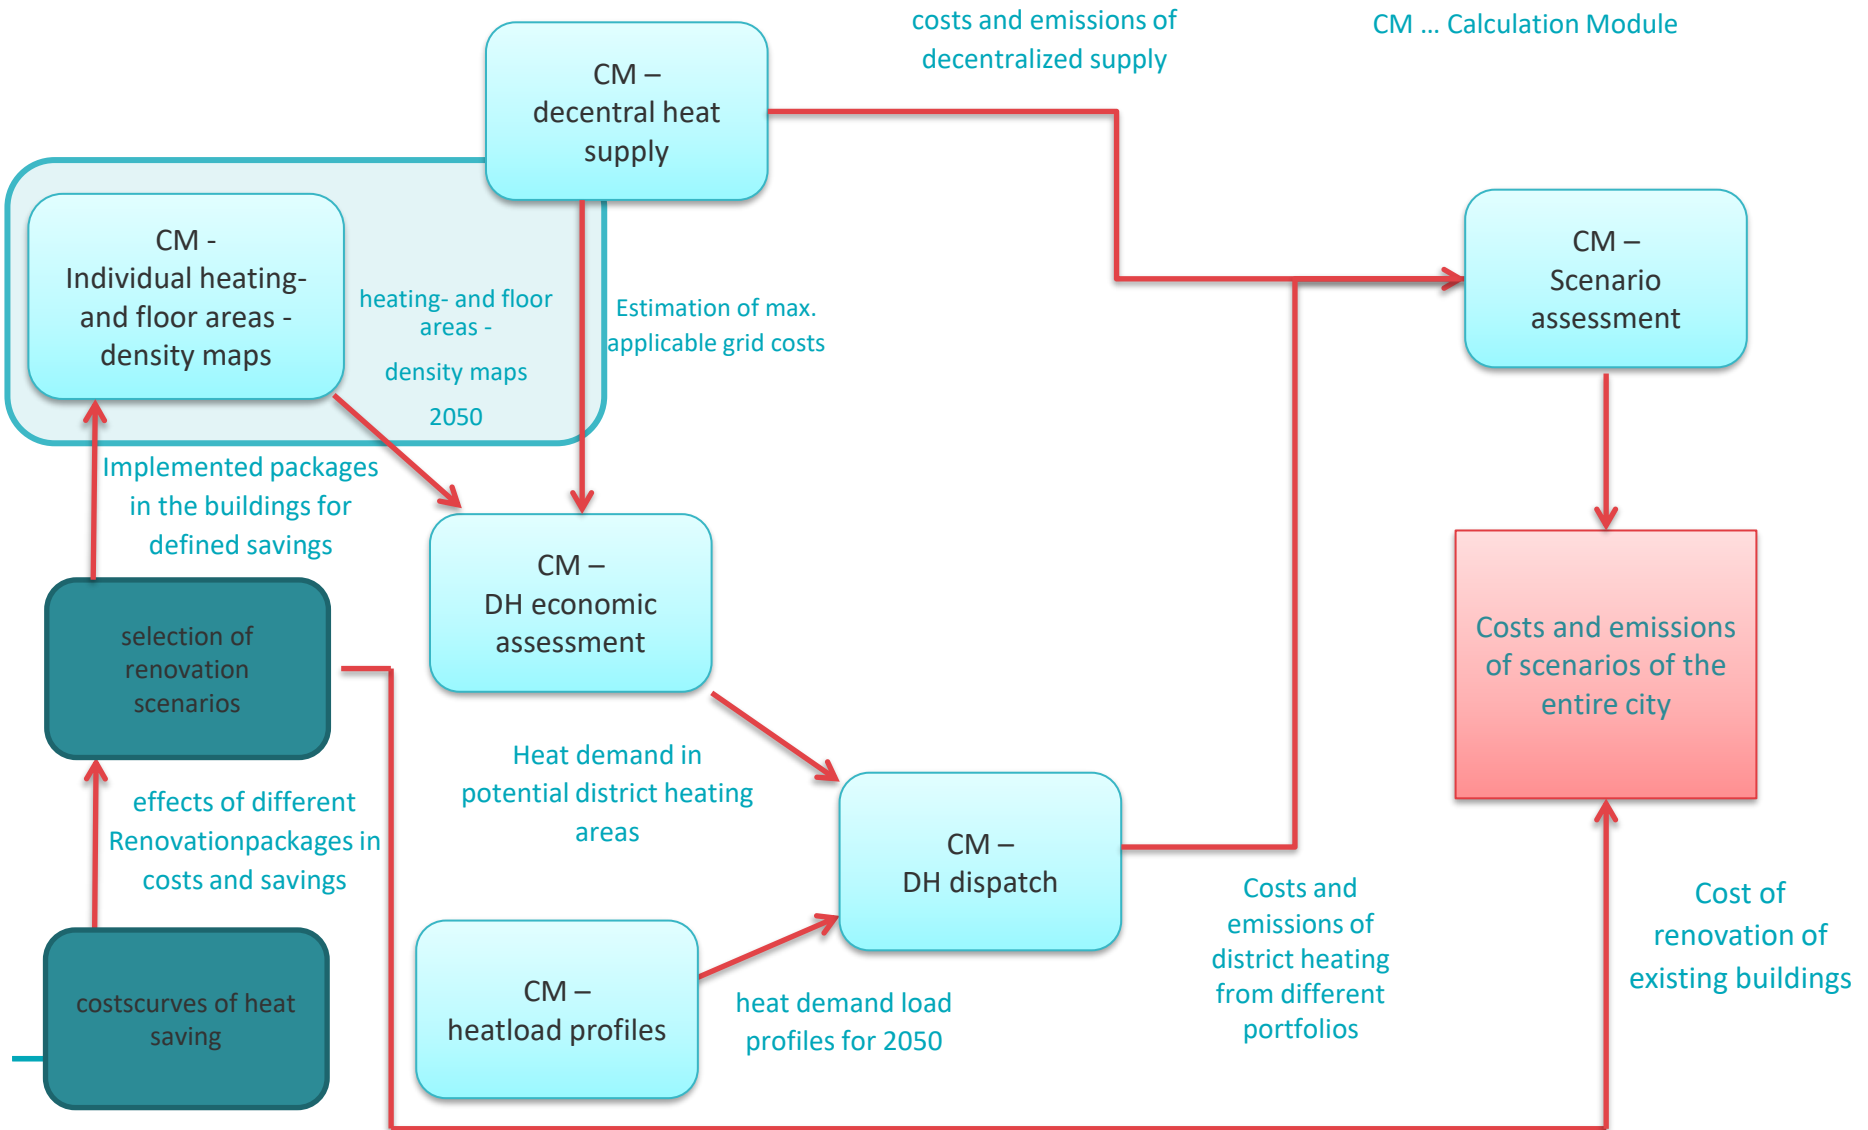 costs and emissions of
decentralized supply
CM ... Calculation Module
CM –
decentral heat
supply
CM -
Individual heating-
and floor areas -
density maps
heating- and floor
areas -
density maps
2050
Estimation of max.
applicable grid costs
CM –
Scenario
assessment
Implemented packages
in the buildings for
defined savings
CM –
DH economic
assessment
selection of
renovation
scenarios
Costs and emissions
of scenarios of the
entire city
Heat demand in
potential district heating
areas
effects of different
Renovationpackages in
costs and savings
CM –
DH dispatch
Costs and
emissions of
district heating
from different
portfolios
Cost of
renovation of
existing buildings
costscurves of heat
saving
CM –
heatload profiles
heat demand load
profiles for 2050